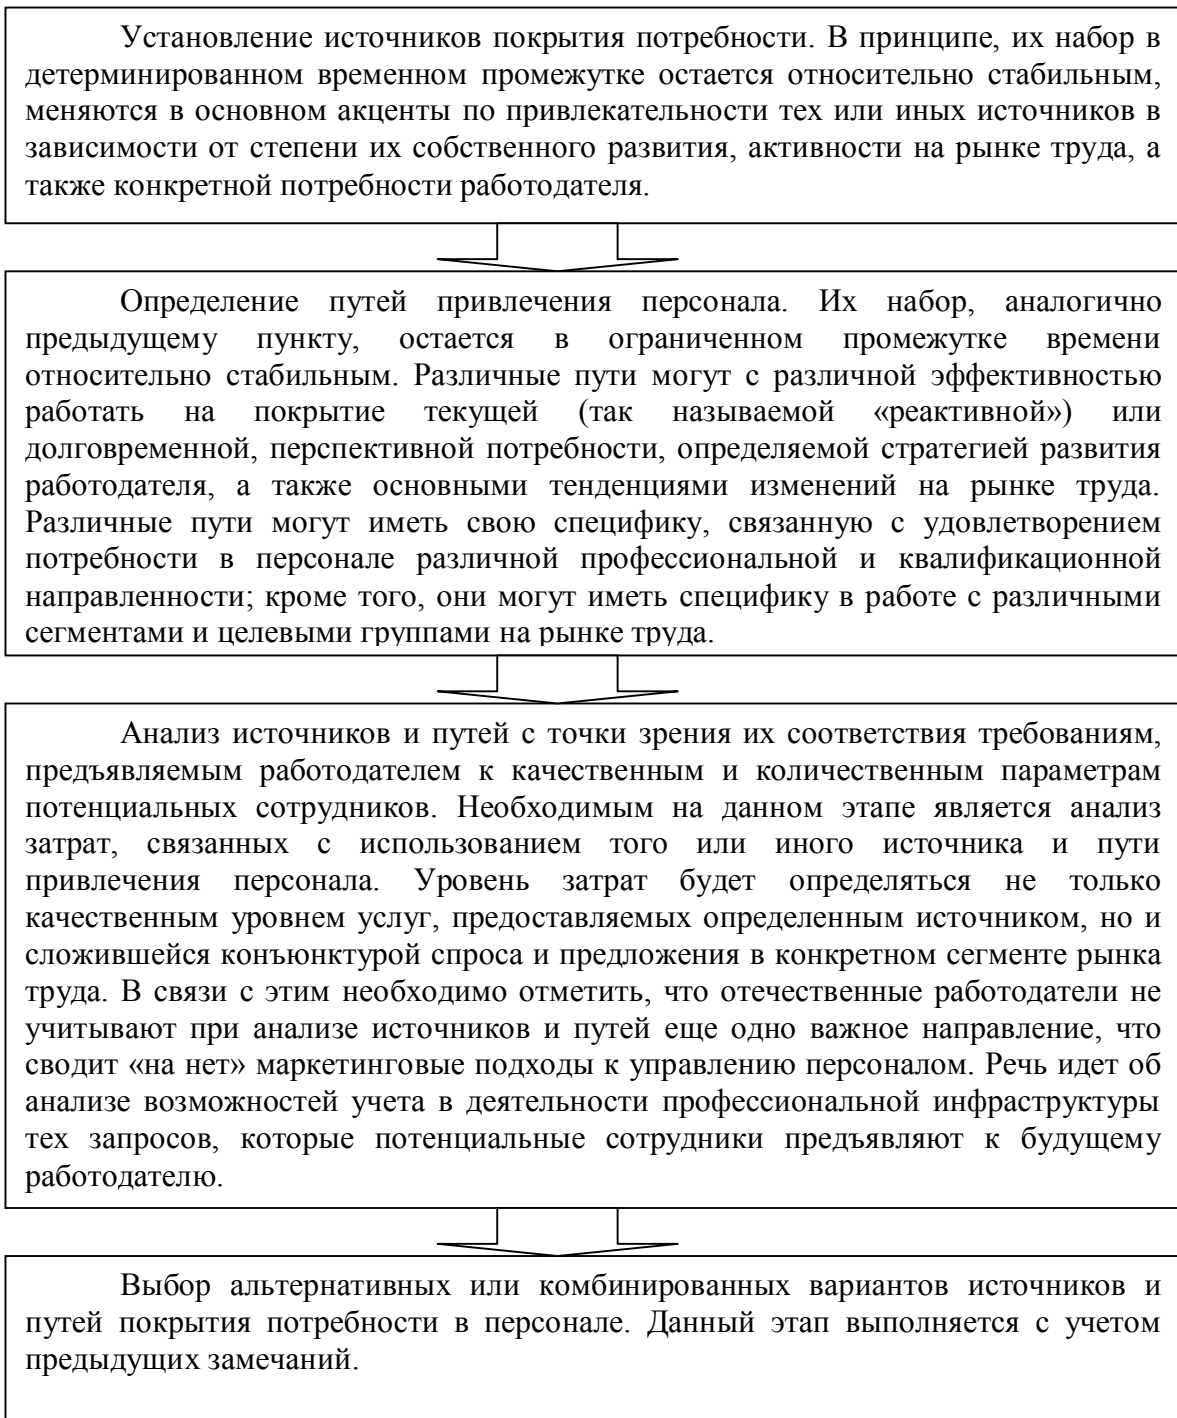 Установление источников покрытия потребности. В принципе, их набор в
детерминированном временном промежутке остается относительно стабильным,
меняются в основном акценты по привлекательности тех или иных источников в
зависимости от степени их собственного развития, активности на рынке труда, а
также конкретной потребности работодателя.
Определение путей привлечения персонала. Их набор, аналогично
предыдущему пункту, остается в ограниченном промежутке времени
относительно стабильным. Различные пути могут с различной эффективностью
работать на покрытие текущей (так называемой «реактивной») или
долговременной, перспективной потребности, определяемой стратегией развития
работодателя, а также основными тенденциями изменений на рынке труда.
Различные пути могут иметь свою специфику, связанную с удовлетворением
потребности в персонале различной профессиональной и квалификационной
направленности; кроме того, они могут иметь специфику в работе с различными
сегментами и целевыми группами на рынке труда.
Анализ источников и путей с точки зрения их соответствия требованиям,
предъявляемым работодателем к качественным и количественным параметрам
потенциальных сотрудников. Необходимым на данном этапе является анализ
затрат, связанных с использованием того или иного источника и пути
привлечения персонала. Уровень затрат будет определяться не только
качественным уровнем услуг, предоставляемых определенным источником, но и
сложившейся конъюнктурой спроса и предложения в конкретном сегменте рынка
труда. В связи с этим необходимо отметить, что отечественные работодатели не
учитывают при анализе источников и путей еще одно важное направление, что
сводит «на нет» маркетинговые подходы к управлению персоналом. Речь идет об
анализе возможностей учета в деятельности профессиональной инфраструктуры
тех запросов, которые потенциальные сотрудники предъявляют к будущему
работодателю.
Выбор альтернативных или комбинированных вариантов источников и
путей покрытия потребности в персонале. Данный этап выполняется с учетом
предыдущих замечаний.